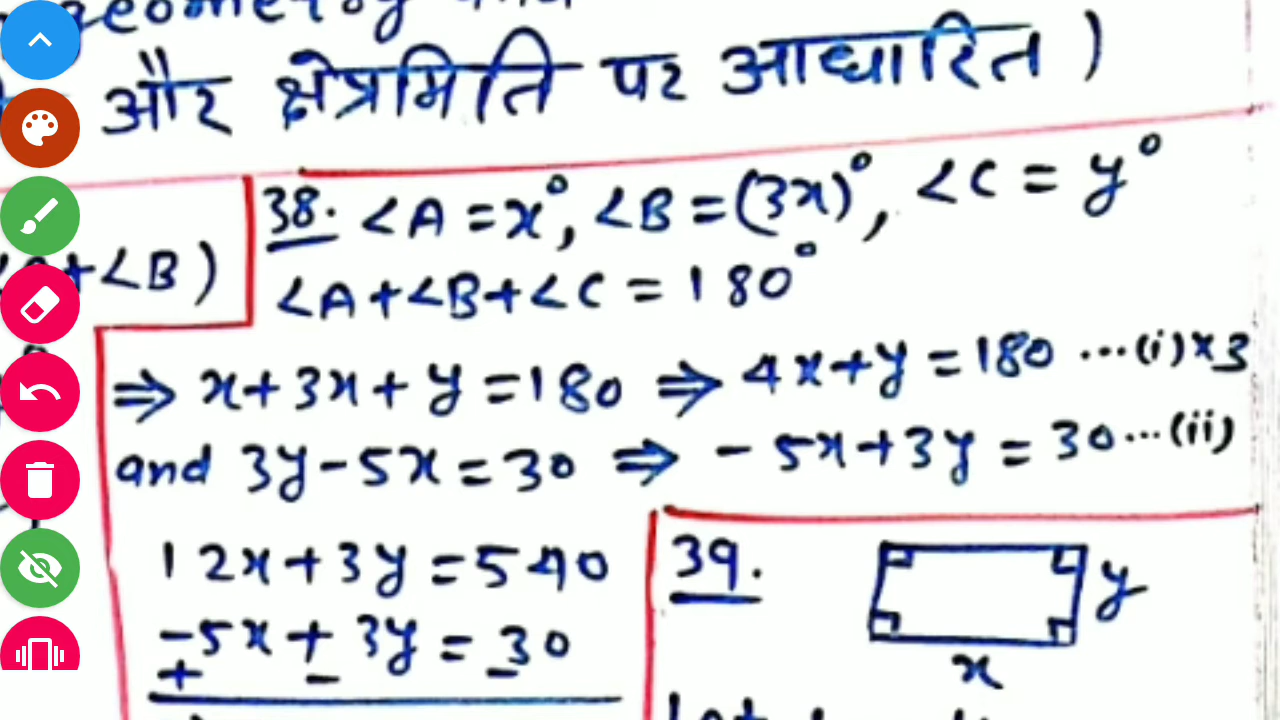 geometry
और क्षेत्रमिति पर आधारित )
+∠B)
38. ∠A = x°, ∠B = (3x)°, ∠C = y°
∠A+∠B+∠C = 180°
⇒ x+3x+y =180 ⇒ 4x+y =180 ...(i)×3
and 3y-5x = 30 ⇒ -5x+3y = 30...(ii)
12x+3y = 540
-5x + 3y = 30
+ - -
39.
y
x